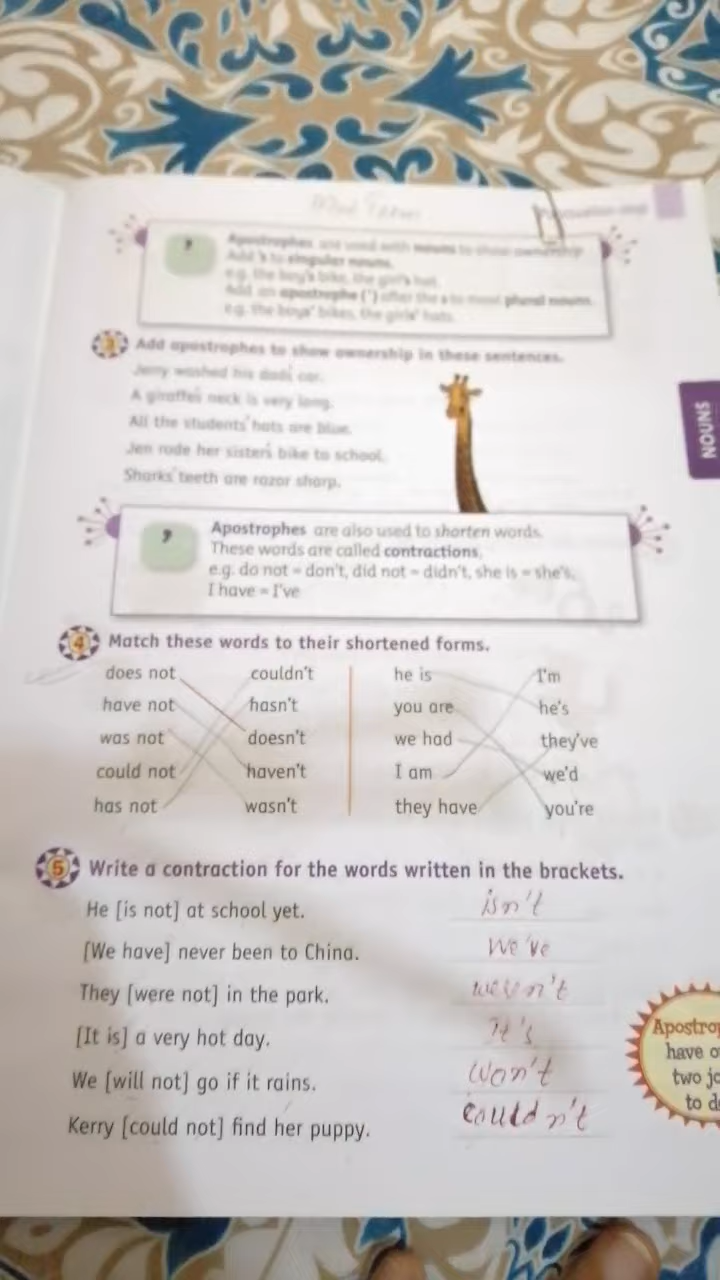 ,
Apostrophes are used with nouns to show ownership
Add 's to singular nouns.
e.g. the boy's bike, the girl's hat.
Add an apostrophe (') after the s to most plural nouns.
e.g. the boys' bikes, the girls' hats.
3 Add apostrophes to show ownership in these sentences.
Jerry washed his dad's car.
A giraffe's neck is very long.
All the students' hats are blue.
Jen rode her sister's bike to school.
Sharks' teeth are razor sharp.
NOUNS
,
Apostrophes are also used to shorten words.
These words are called contractions.
e.g. do not = don't, did not = didn't, she is = she's,
I have = I've
4 Match these words to their shortened forms.
does not couldn't he is I'm
have not hasn't you are he's
was not doesn't we had they've
could not haven't I am we'd
has not wasn't they have you're
5 Write a contraction for the words written in the brackets.
He [is not] at school yet. isn't
[We have] never been to China. We've
They [were not] in the park. weren't
[It is] a very hot day. It's
We [will not] go if it rains. won't
Kerry [could not] find her puppy. couldn't
Apostrop
have o
two jo
to d